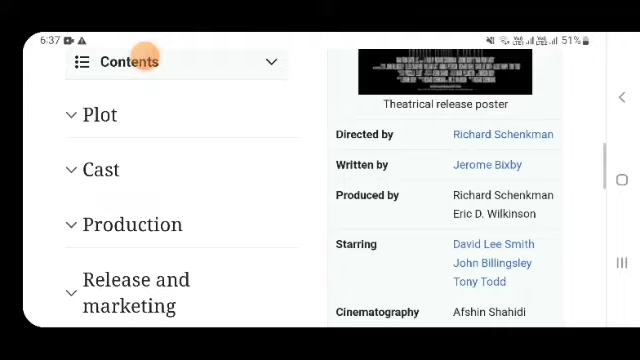 6:37
51%
Contents
Plot
Cast
Production
Release and
marketing
Theatrical release poster
Directed by Richard Schenkman
Written by Jerome Bixby
Produced by Richard Schenkman
Eric D. Wilkinson
Starring David Lee Smith
John Billingsley
Tony Todd
Cinematography Afshin Shahidi